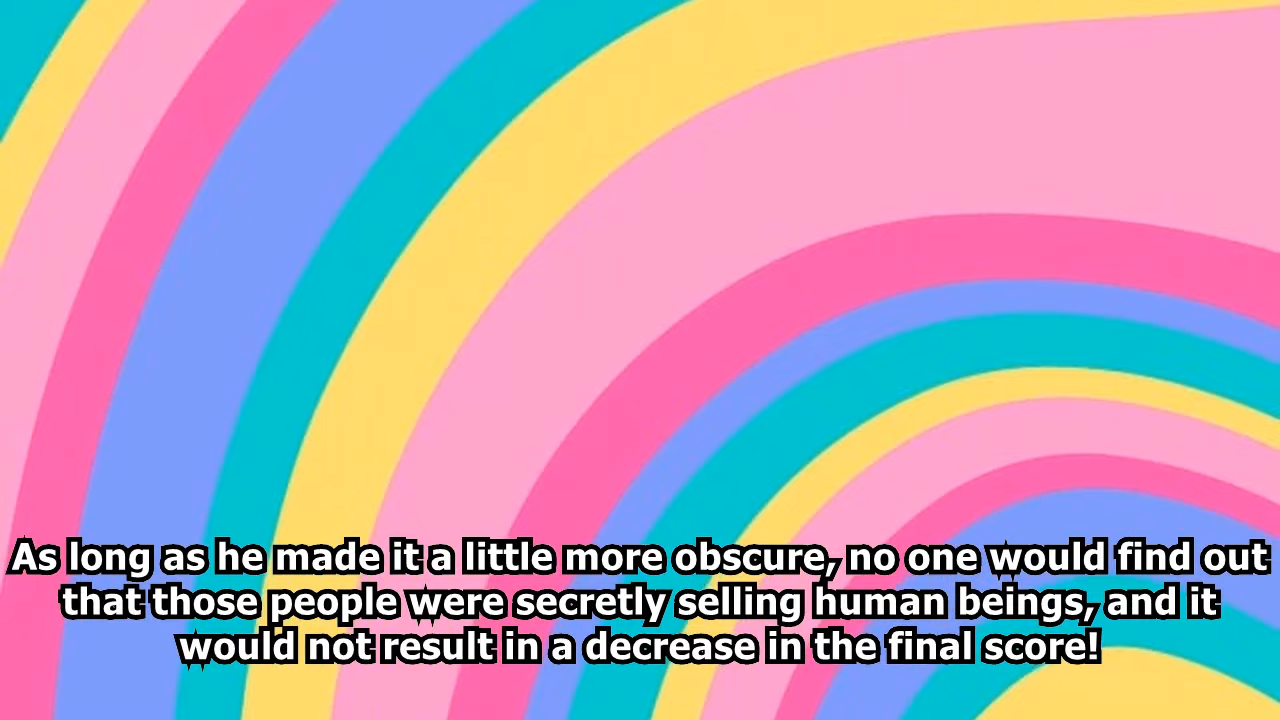 As long as he made it a little more obscure, no one would find out
that those people were secretly selling human beings, and it
would not result in a decrease in the final score!